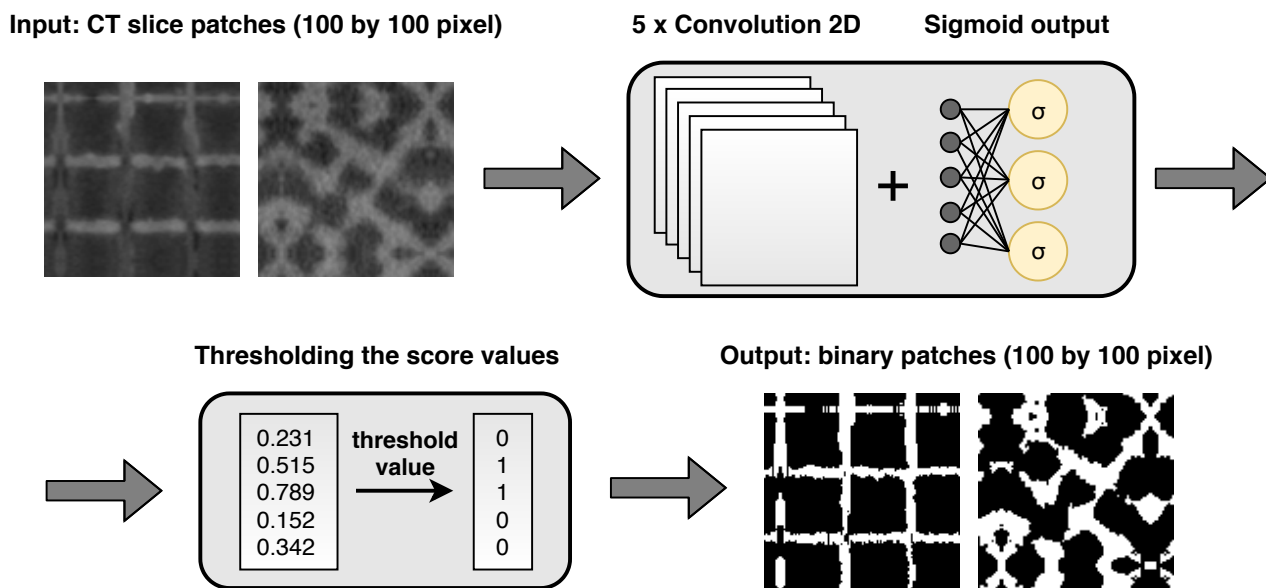 Input: CT slice patches (100 by 100 pixel)
5 x Convolution 2D
Sigmoid output
+
σ
σ
σ
Thresholding the score values
0.231
0.515
0.789
0.152
0.342
threshold
value
0
1
1
0
0
Output: binary patches (100 by 100 pixel)